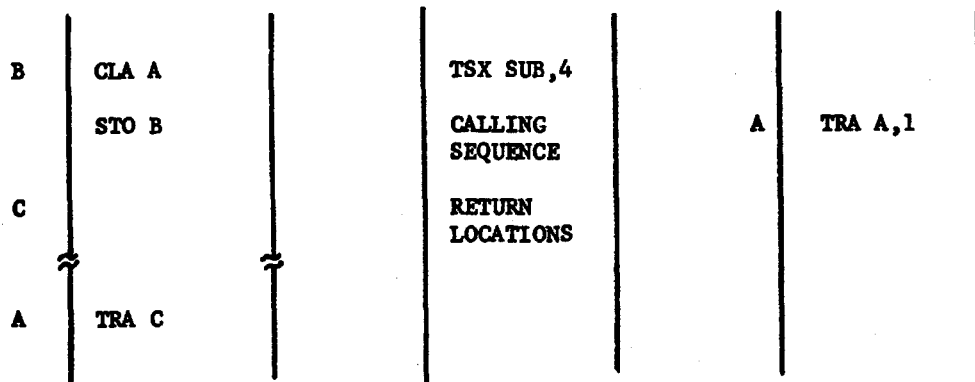 B CLA A
STO B
C
A TRA C
TSX SUB,4
CALLING
SEQUENCE
RETURN
LOCATIONS
A TRA A,1